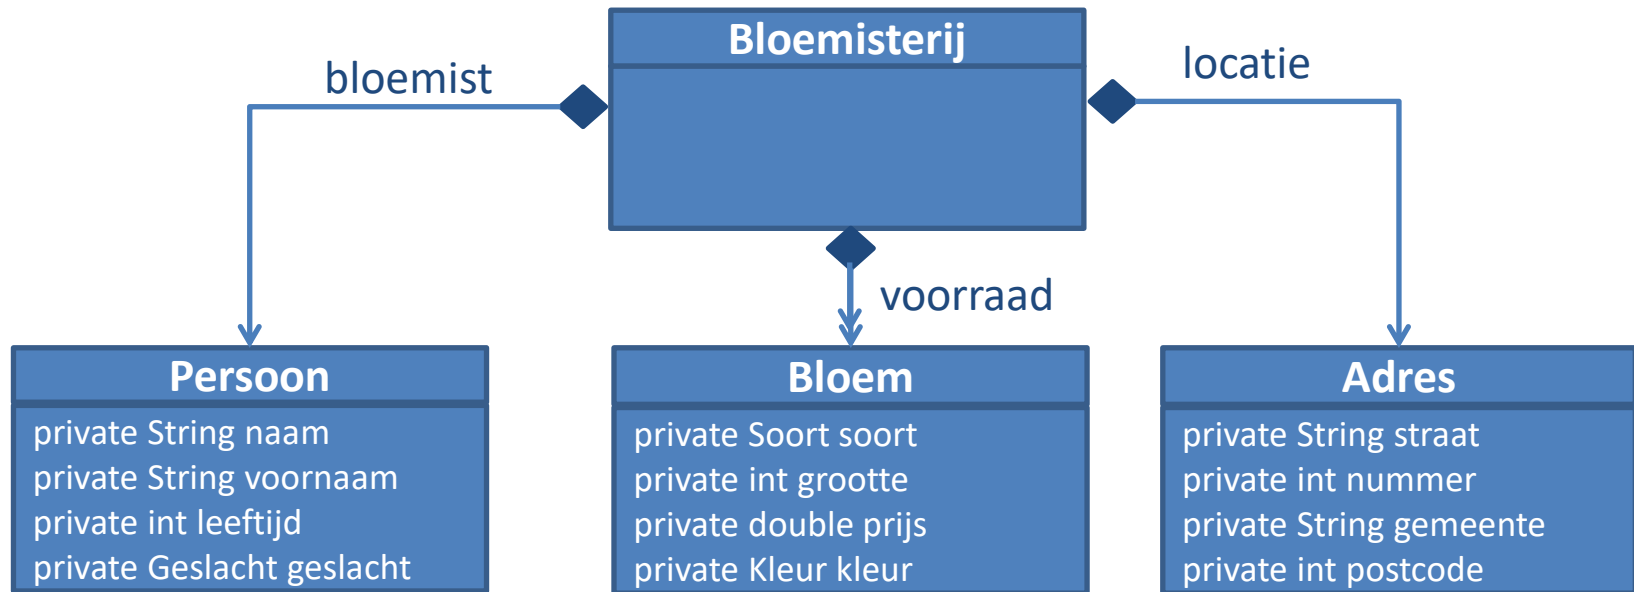 Bloemisterij
bloemist
locatie
voorraad
Persoon
private String naam
private String voornaam
private int leeftijd
private Geslacht geslacht
Bloem
private Soort soort
private int grootte
private double prijs
private Kleur kleur
Adres
private String straat
private int nummer
private String gemeente
private int postcode